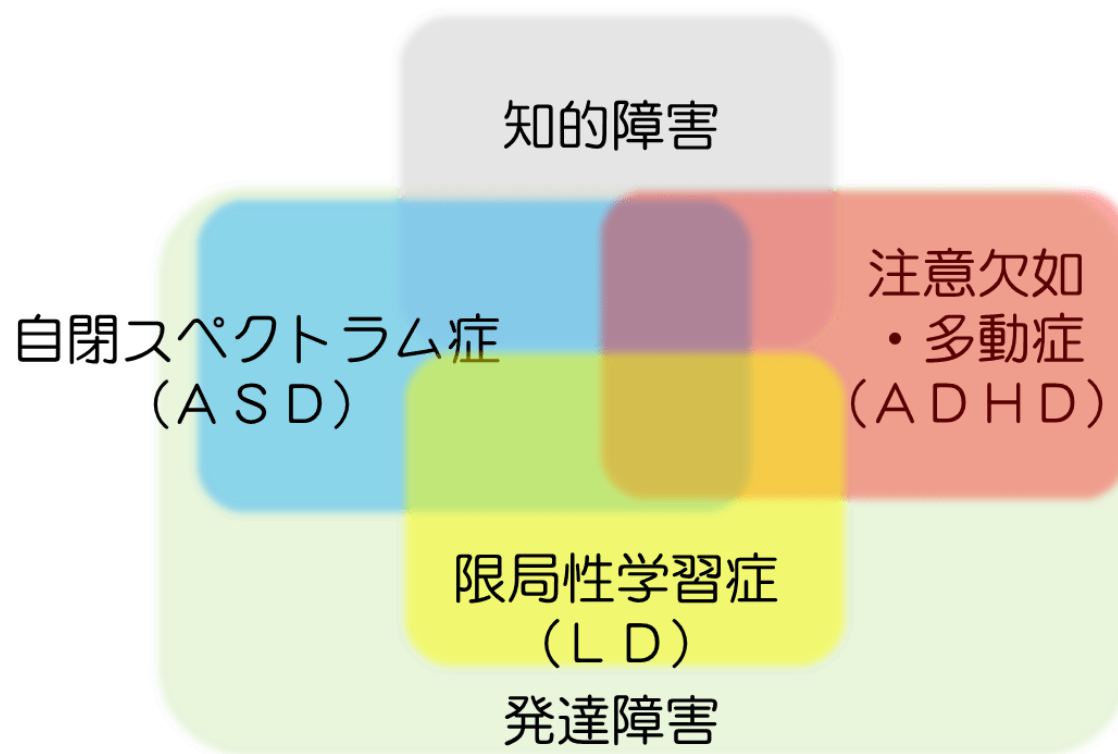 知的障害
自閉スペクトラム症
（ＡＳＤ）
注意欠如
・多動症
（ＡＤＨＤ）
限局性学習症
（ＬＤ）
発達障害